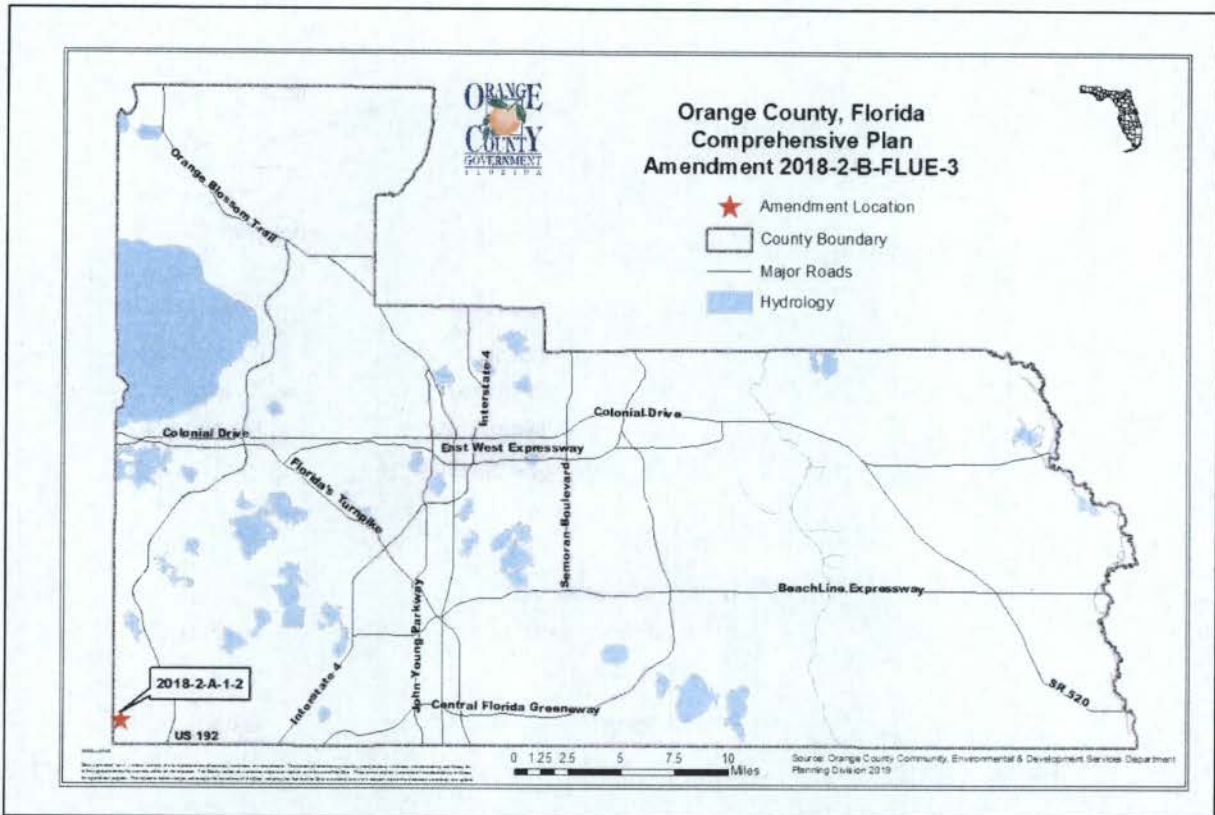 ORANGE
COUNTY
GOVERNMENT
FLORIDA
Orange County, Florida
Comprehensive Plan
Amendment 2018-2-B-FLUE-3
Amendment Location
County Boundary
Major Roads
Hydrology
Orange Blossom Trail
Interstate 4
Colonial Drive
Colonial Drive
East West Expressway
Florida's Turnpike
Semoran Boulevard
BeachLine Expressway
John Young Parkway
2018-2-A-1-2
Interstate 4
Central Florida Greeneway
SR 520
US 192
0 1.25 2.5 5 7.5 10
Miles
Source: Orange County Community, Environmental & Development Services Department
Planning Division 2019